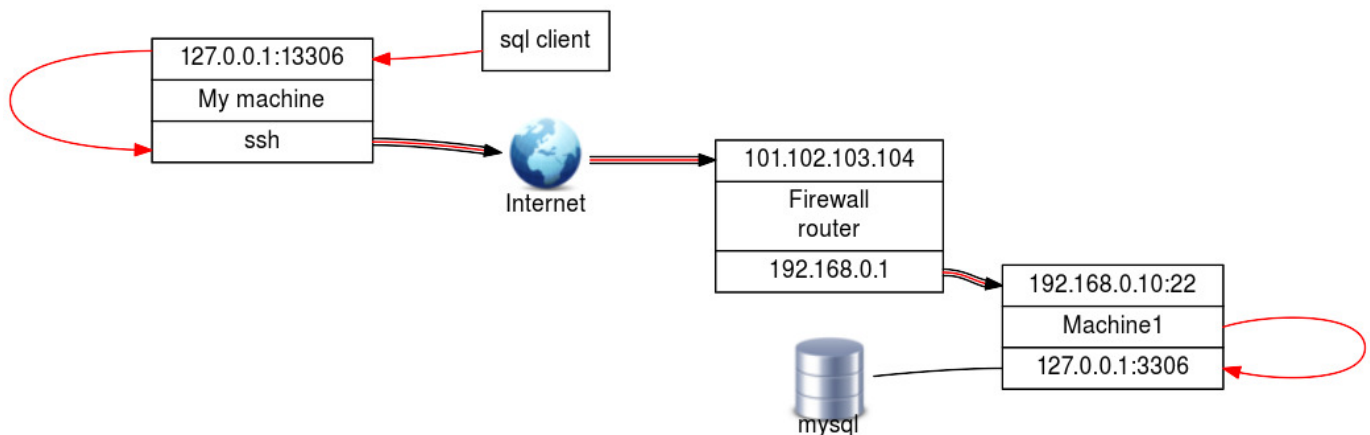 sql client
127.0.0.1:13306
My machine
ssh
Internet
101.102.103.104
Firewall
router
192.168.0.1
192.168.0.10:22
Machine1
127.0.0.1:3306
mysql